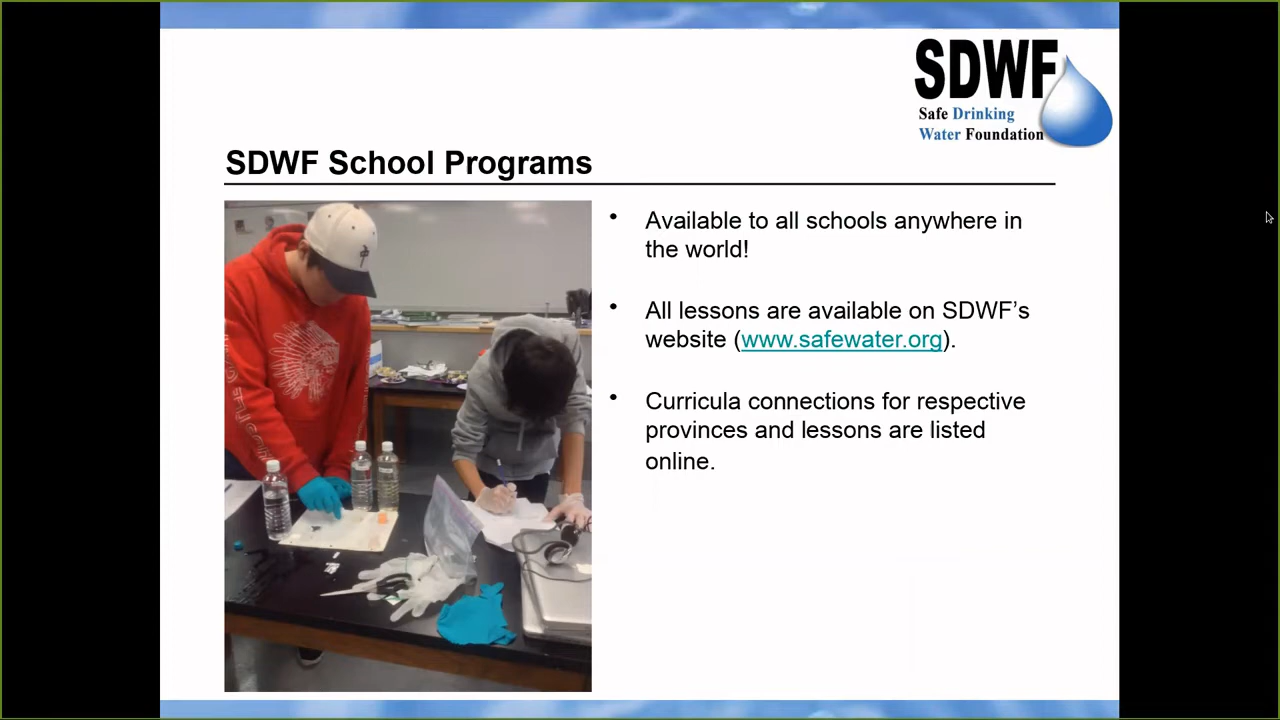 SDWF
Safe Drinking
Water Foundation
SDWF School Programs
• Available to all schools anywhere in
the world!
• All lessons are available on SDWF’s
website (www.safewater.org).
• Curricula connections for respective
provinces and lessons are listed
online.